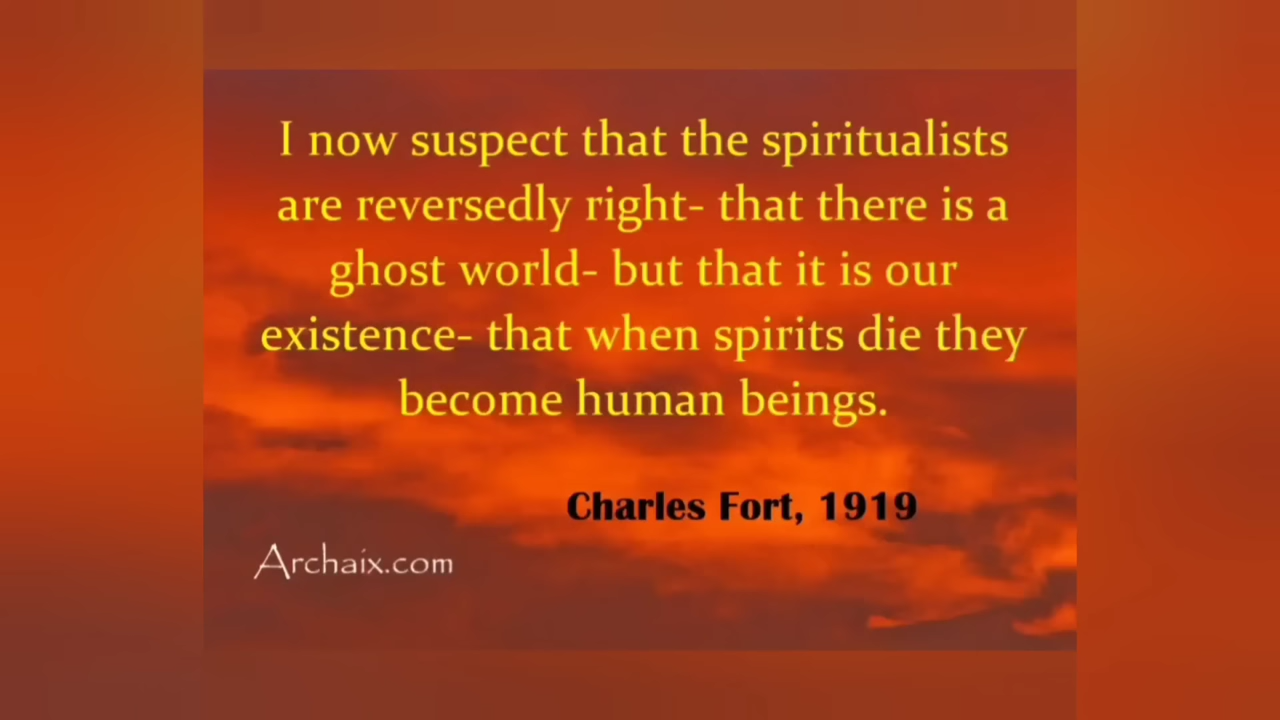 I now suspect that the spiritualists
are reversedly right- that there is a
ghost world- but that it is our
existence- that when spirits die they
become human beings.
Charles Fort, 1919
Archaix.com